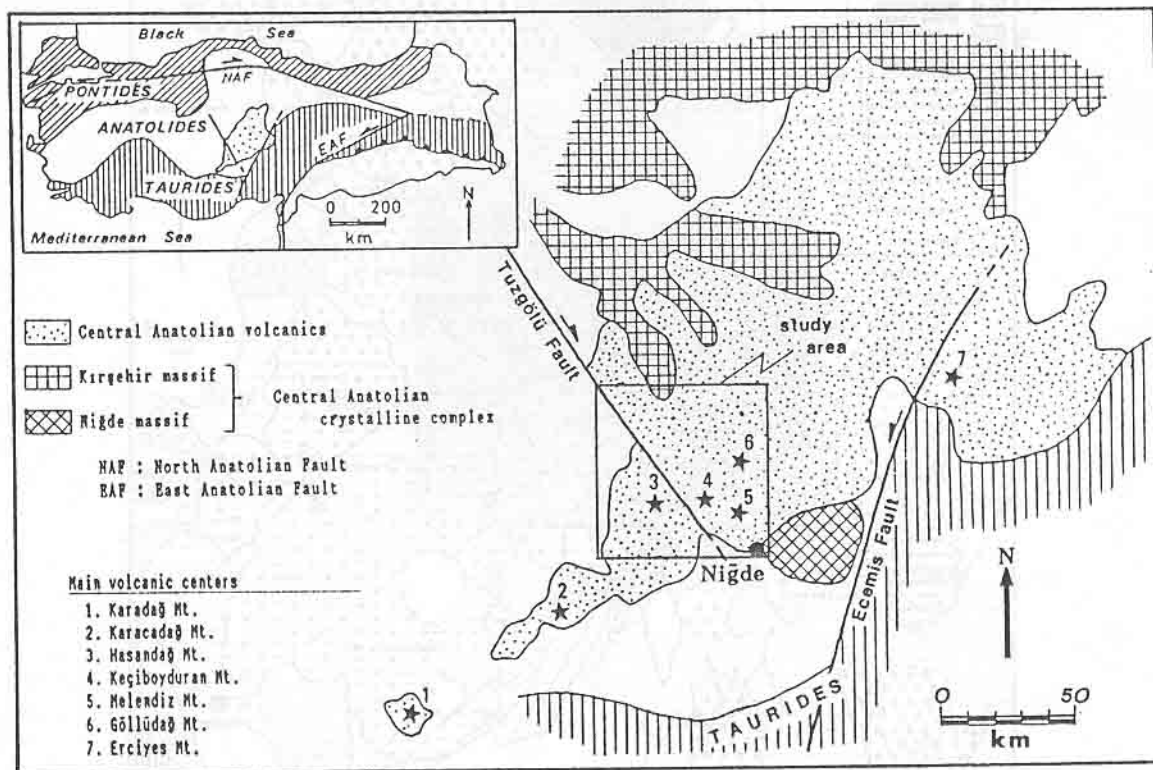 Black Sea
NAF
PONTIDES
ANATOLIDES
EAF
TAURIDES
N
0 200
km
Mediterranean Sea
Tuzgölü Fault
study
area
Central Anatolian volcanics
Kırşehir massif
Niğde massif
Central Anatolian
crystalline complex
NAF : North Anatolian Fault
EAF : East Anatolian Fault
7
6
3
4
5
Niğde
Ecemis Fault
N
2
1
TAURIDES
0 50
km
Main volcanic centers
1. Karadağ Mt.
2. Karacadağ Mt.
3. Hasandağ Mt.
4. Keçiboyduran Mt.
5. Melendiz Mt.
6. Göllüdağ Mt.
7. Erciyes Mt.